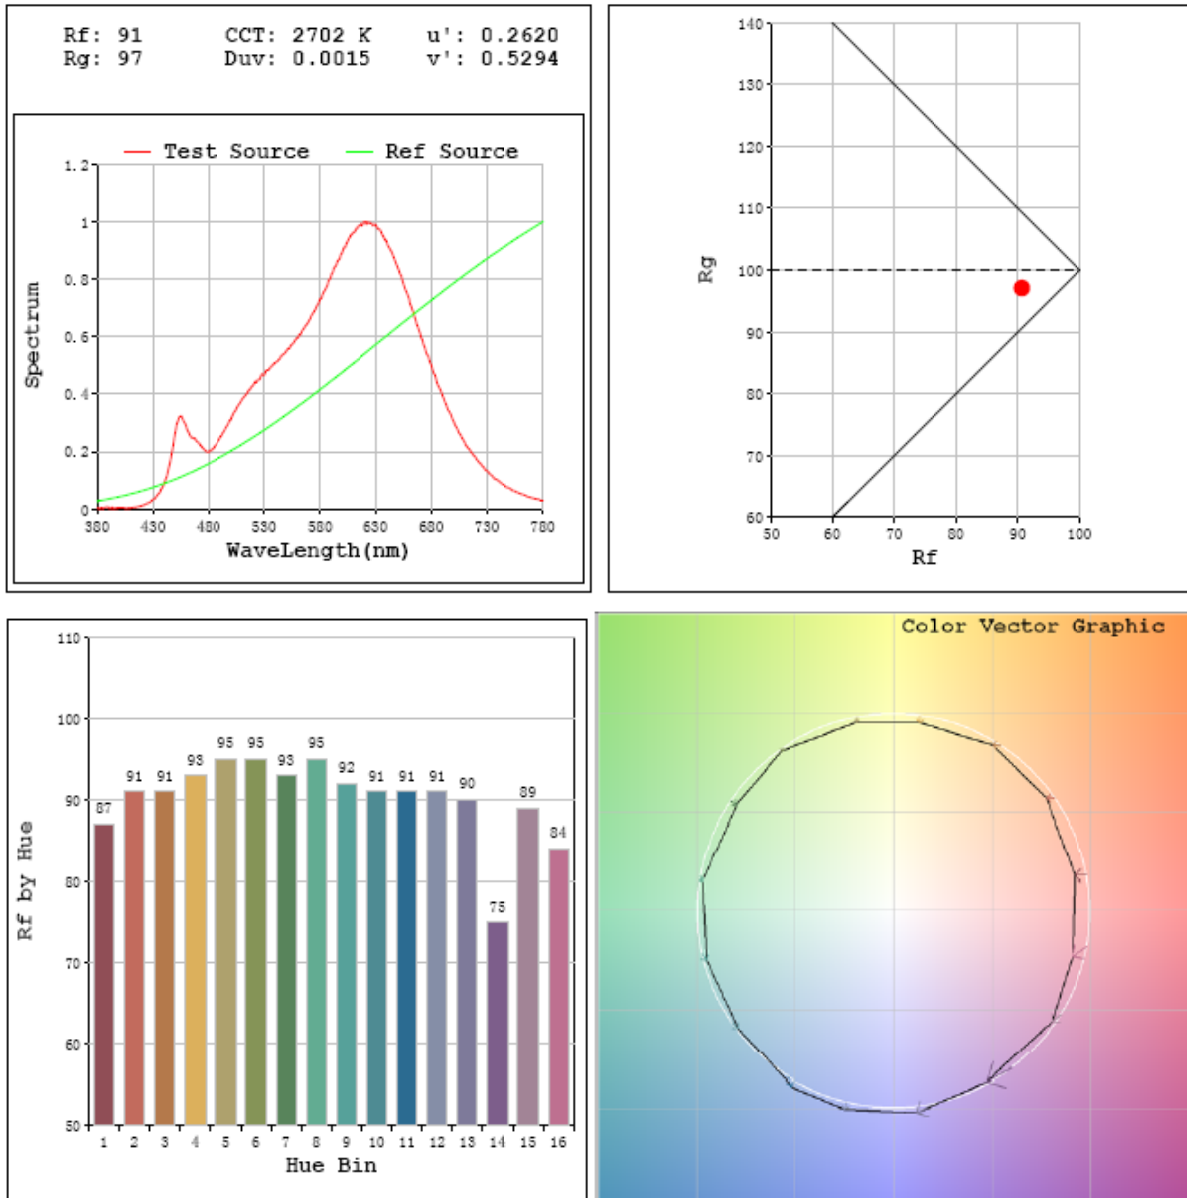 Rf: 91 CCT: 2702 K u': 0.2620
Rg: 97 Duv: 0.0015 v': 0.5294
Test Source Ref Source
1.2
1
0.8
0.6
0.4
0.2
0
Spectrum
380 430 480 530 580 630 680 730 780
WaveLength(nm)
140
130
120
110
100
90
80
70
60
Rg
50 60 70 80 90 100
Rf
110
100
90
80
70
60
50
Rf by Hue
87 91 91 93 95 95 93 95 92 91 91 91 90 75 89 84
1 2 3 4 5 6 7 8 9 10 11 12 13 14 15 16
Hue Bin
Color Vector Graphic